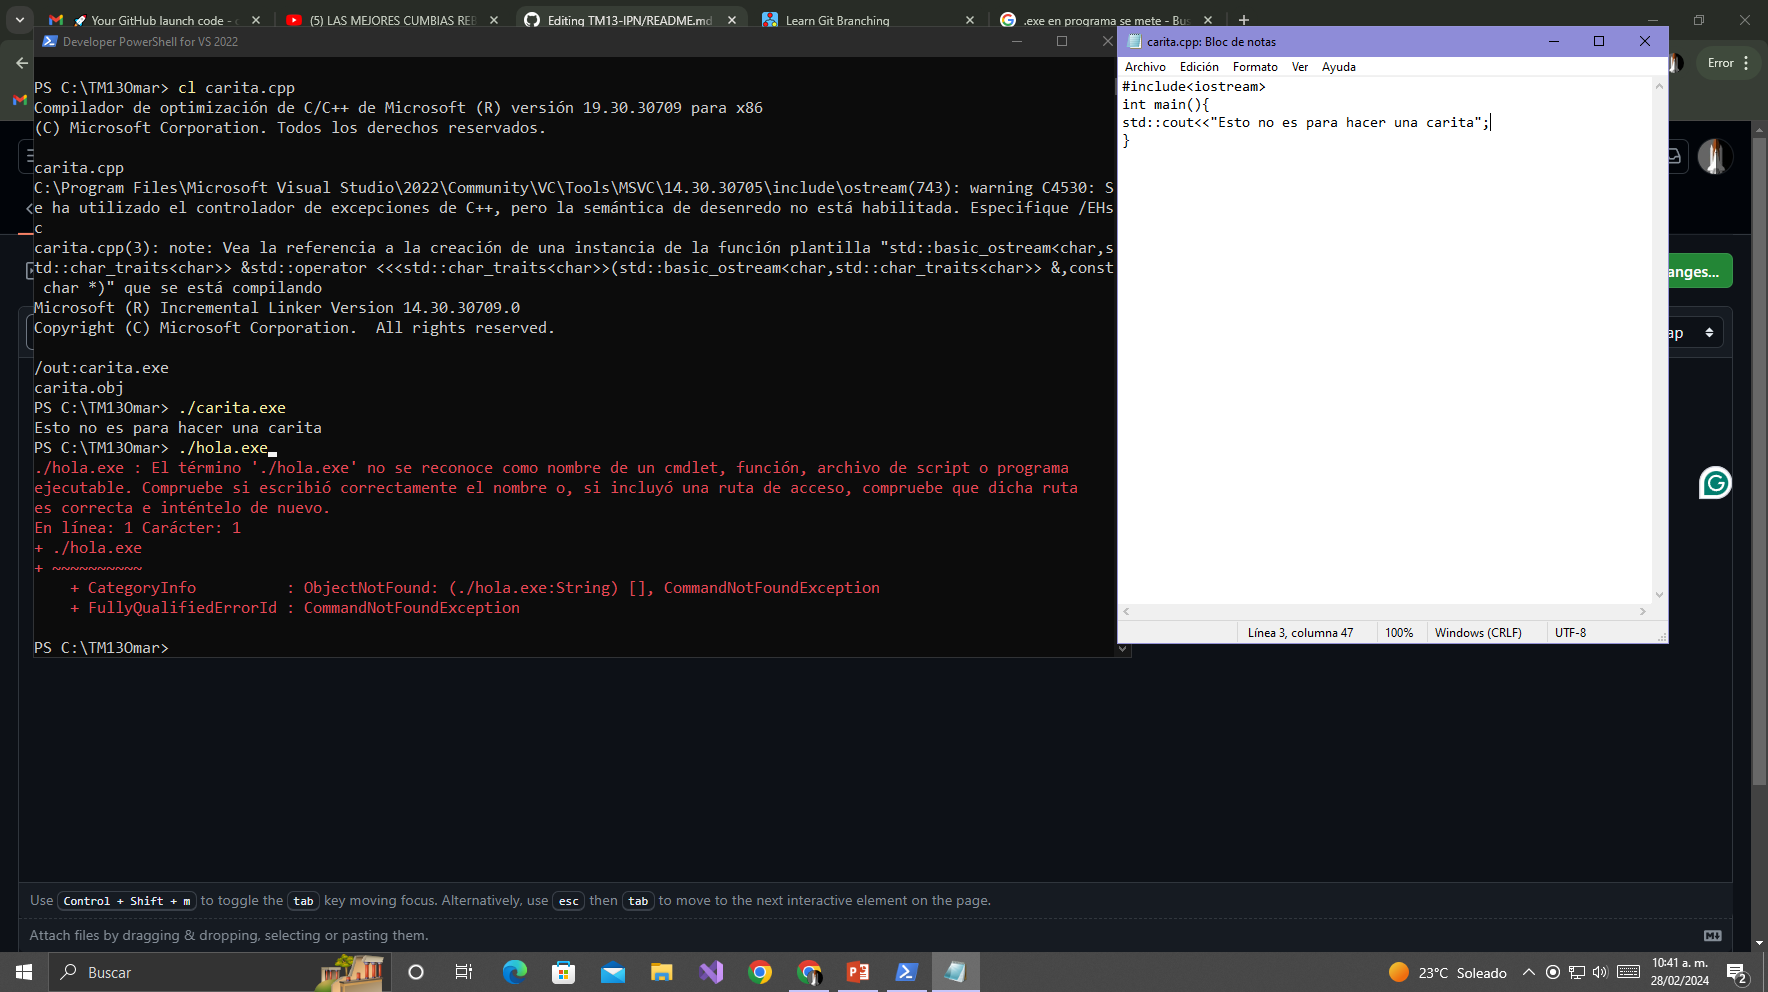 Your GitHub launch code -
(5) LAS MEJORES CUMBIAS REB
Editing TM13-IPN/README.md
Learn Git Branching
.exe en programa se mete - Bus
Developer PowerShell for VS 2022
PS C:\TM13Omar> cl carita.cpp
Compilador de optimización de C/C++ de Microsoft (R) versión 19.30.30709 para x86
(C) Microsoft Corporation. Todos los derechos reservados.
carita.cpp
C:\Program Files\Microsoft Visual Studio\2022\Community\VC\Tools\MSVC\14.30.30705\include\ostream(743): warning C4530: S
e ha utilizado el controlador de excepciones de C++, pero la semántica de desenredo no está habilitada. Especifique /EHs
c
carita.cpp(3): note: Vea la referencia a la creación de una instancia de la función plantilla "std::basic_ostream<char,s
td::char_traits<char>> &std::operator <<<std::char_traits<char>>(std::basic_ostream<char,std::char_traits<char>> &,const
char *)" que se está compilando
Microsoft (R) Incremental Linker Version 14.30.30709.0
Copyright (C) Microsoft Corporation.  All rights reserved.
/out:carita.exe
carita.obj
PS C:\TM13Omar> ./carita.exe
Esto no es para hacer una carita
PS C:\TM13Omar> ./hola.exe
./hola.exe : El término './hola.exe' no se reconoce como nombre de un cmdlet, función, archivo de script o programa
ejecutable. Compruebe si escribió correctamente el nombre o, si incluyó una ruta de acceso, compruebe que dicha ruta
es correcta e inténtelo de nuevo.
En línea: 1 Carácter: 1
+ ./hola.exe
+ ~~~~~~~~~~
+ CategoryInfo          : ObjectNotFound: (./hola.exe:String) [], CommandNotFoundException
+ FullyQualifiedErrorId : CommandNotFoundException
PS C:\TM13Omar>
carita.cpp: Bloc de notas
Archivo Edición Formato Ver Ayuda
#include<iostream>
int main(){
std::cout<<"Esto no es para hacer una carita";
}
Línea 3, columna 47 100% Windows (CRLF) UTF-8
Error
anges...
ap
Use Control + Shift + m to toggle the tab key moving focus. Alternatively, use esc then tab to move to the next interactive element on the page.
Attach files by dragging & dropping, selecting or pasting them.
Buscar
23°C Soleado
10:41 a. m.
28/02/2024
2